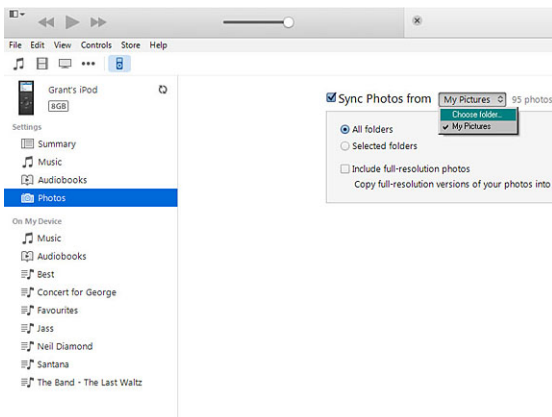 File Edit View Controls Store Help
Grant's iPod
8GB
Settings
Summary
Music
Audiobooks
Photos
On My Device
Music
Audiobooks
Best
Concert for George
Favourites
Jass
Neil Diamond
Santana
The Band - The Last Waltz
Sync Photos from My Pictures 95 photos
Choose folder...
My Pictures
All folders
Selected folders
Include full-resolution photos
Copy full-resolution versions of your photos into